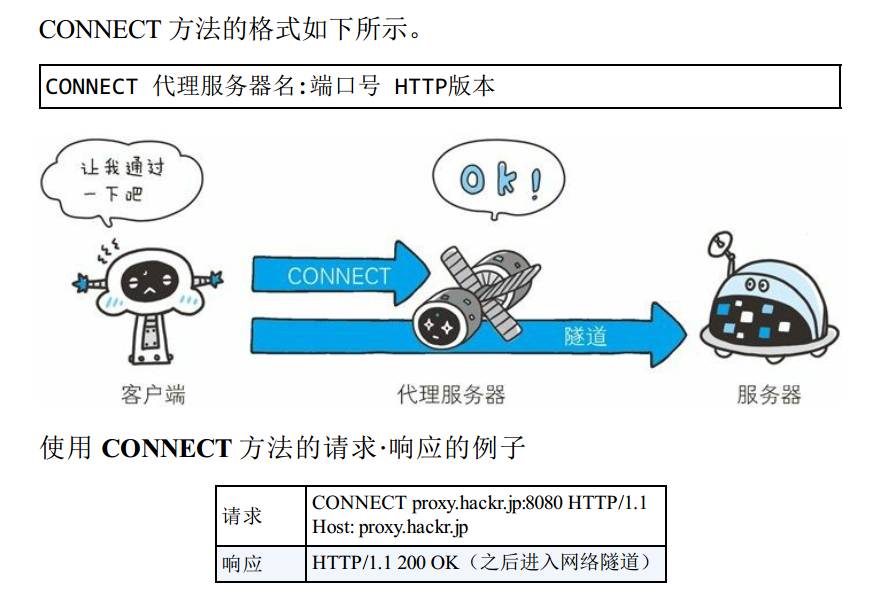 CONNECT 方法的格式如下所示。
CONNECT 代理服务器名:端口号 HTTP版本
让我通过
一下吧
Ok!
CONNECT
隧道
客户端
代理服务器
服务器
使用 CONNECT 方法的请求·响应的例子
请求
CONNECT proxy.hackr.jp:8080 HTTP/1.1
Host: proxy.hackr.jp
响应
HTTP/1.1 200 OK（之后进入网络隧道）